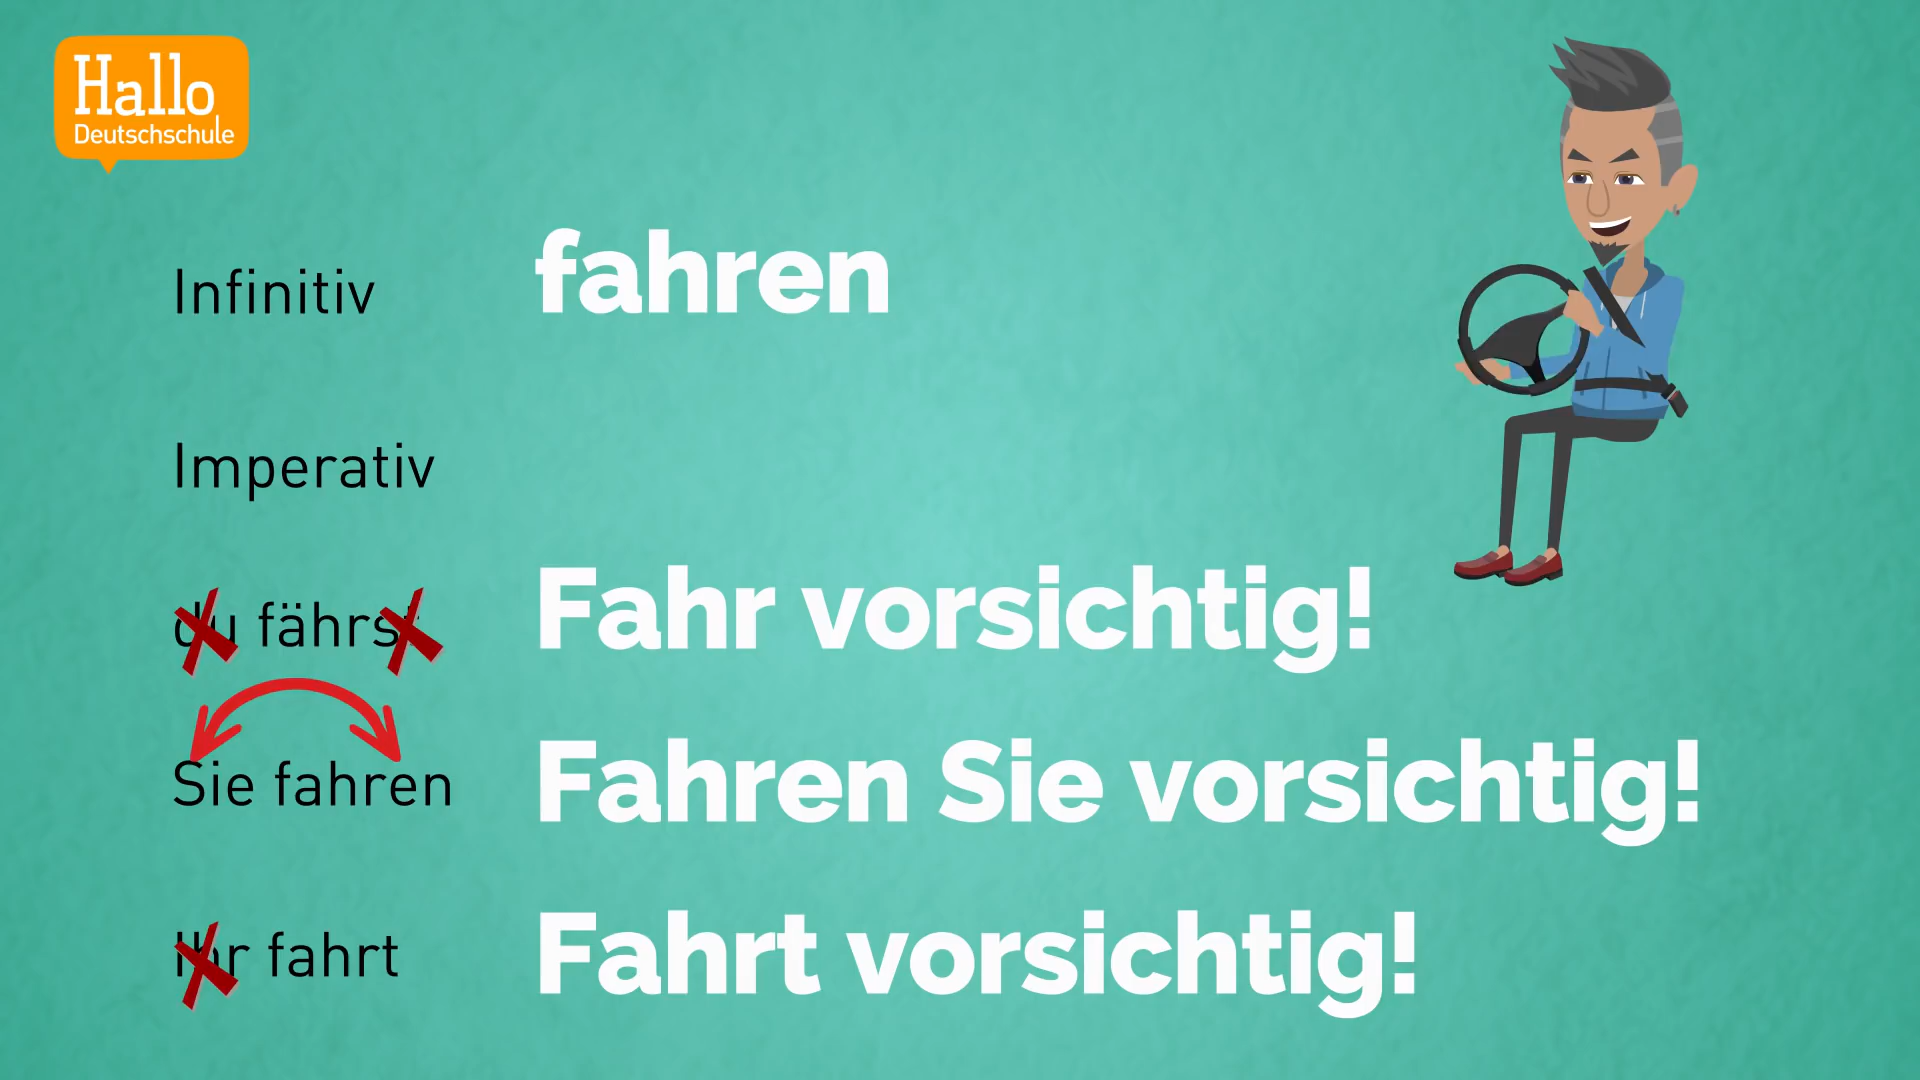 Hallo
Deutschschule
Infinitiv fahren
Imperativ
du fährst Fahr vorsichtig!
Sie fahren Fahren Sie vorsichtig!
Ihr fahrt Fahrt vorsichtig!